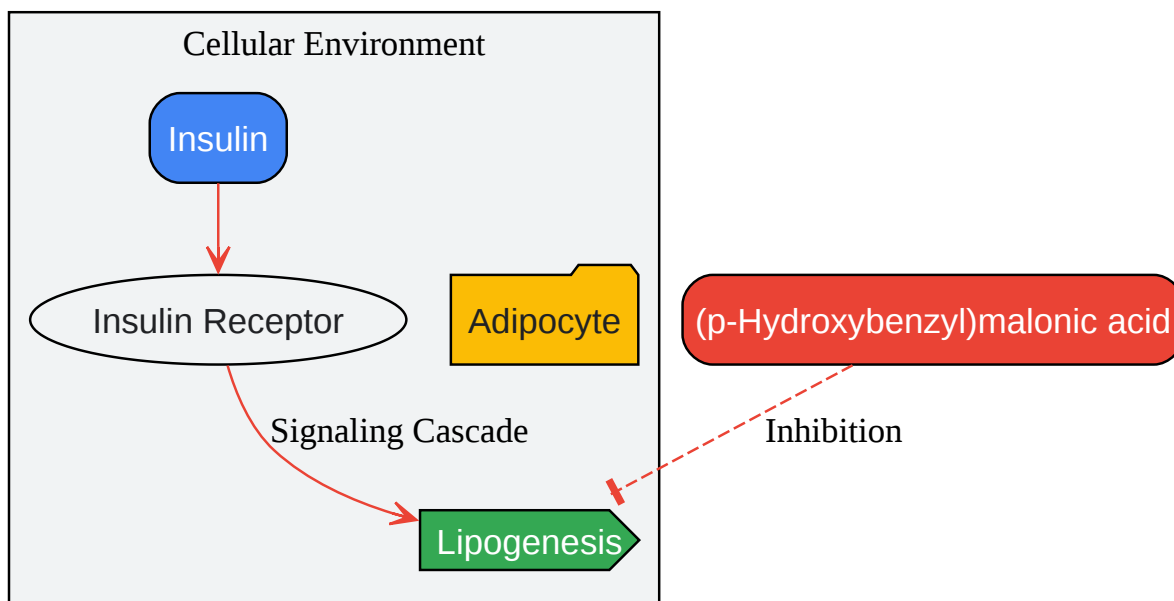 Cellular Environment
Insulin
Insulin Receptor
Adipocyte
(p-Hydroxybenzyl)malonic acid
Signaling Cascade
Inhibition
Lipogenesis